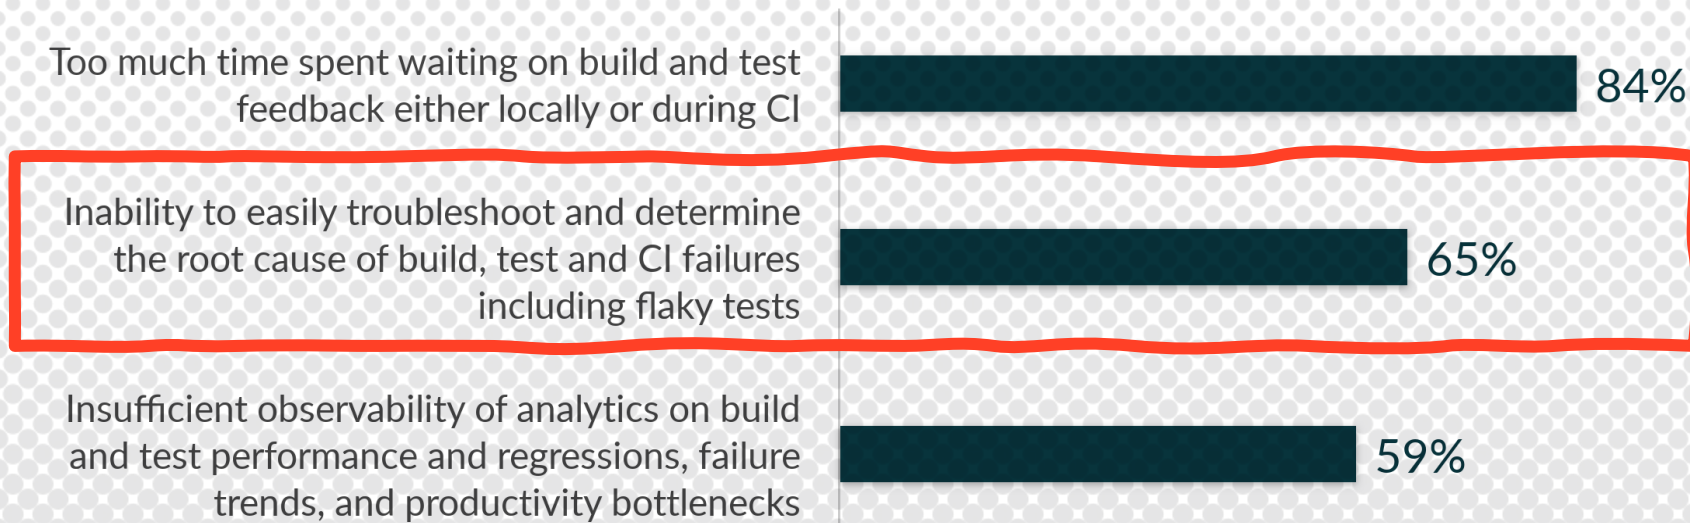 Too much time spent waiting on build and test
feedback either locally or during CI
84%
Inability to easily troubleshoot and determine
the root cause of build, test and CI failures
including flaky tests
65%
Insufficient observability of analytics on build
and test performance and regressions, failure
trends, and productivity bottlenecks
59%